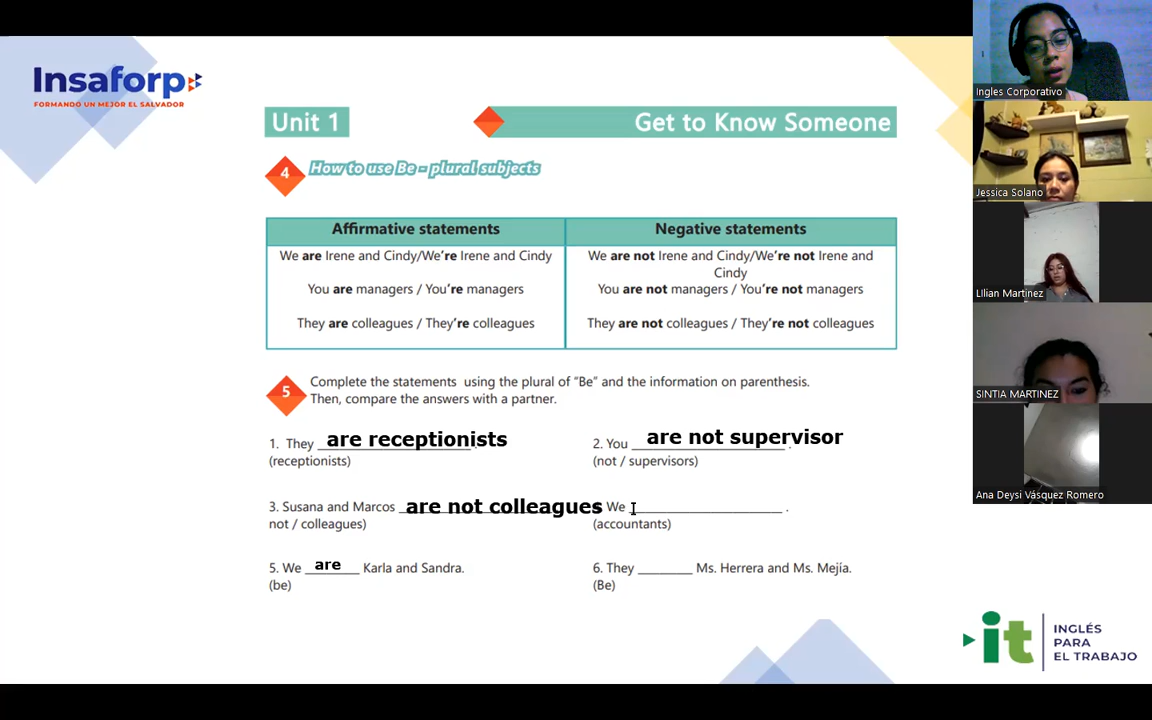 Insaforp
FORMANDO UN MEJOR EL SALVADOR
Unit 1
Get to Know Someone
4
How to use Be - plural subjects
Affirmative statements
Negative statements
We are Irene and Cindy/We're Irene and Cindy
We are not Irene and Cindy/We're not Irene and
Cindy
You are managers / You're managers
You are not managers / You're not managers
They are colleagues / They're colleagues
They are not colleagues / They're not colleagues
5
Complete the statements using the plural of "Be" and the information on parenthesis.
Then, compare the answers with a partner.
1. They are receptionists.
(receptionists)
2. You are not supervisor.
(not / supervisors)
3. Susana and Marcos are not colleagues
not / colleagues)
We ____________________ .
(accountants)
5. We are Karla and Sandra.
(be)
6. They ________ Ms. Herrera and Ms. Mejía.
(Be)
it
INGLÉS
PARA
EL TRABAJO
Ingles Corporativo
Jessica Solano
Lilian Martinez
SINTIA MARTINEZ
Ana Deysi Vásquez Romero